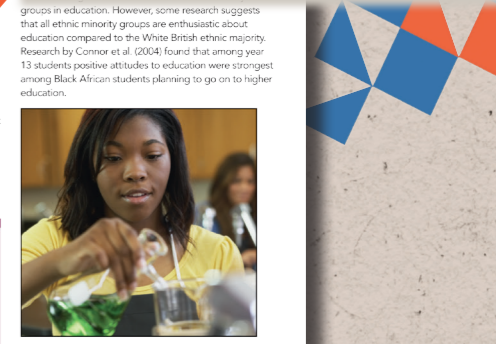 groups in education. However, some research suggests
that all ethnic minority groups are enthusiastic about
education compared to the White British ethnic majority.
Research by Connor et al. (2004) found that among year
13 students positive attitudes to education were strongest
among Black African students planning to go on to higher
education.